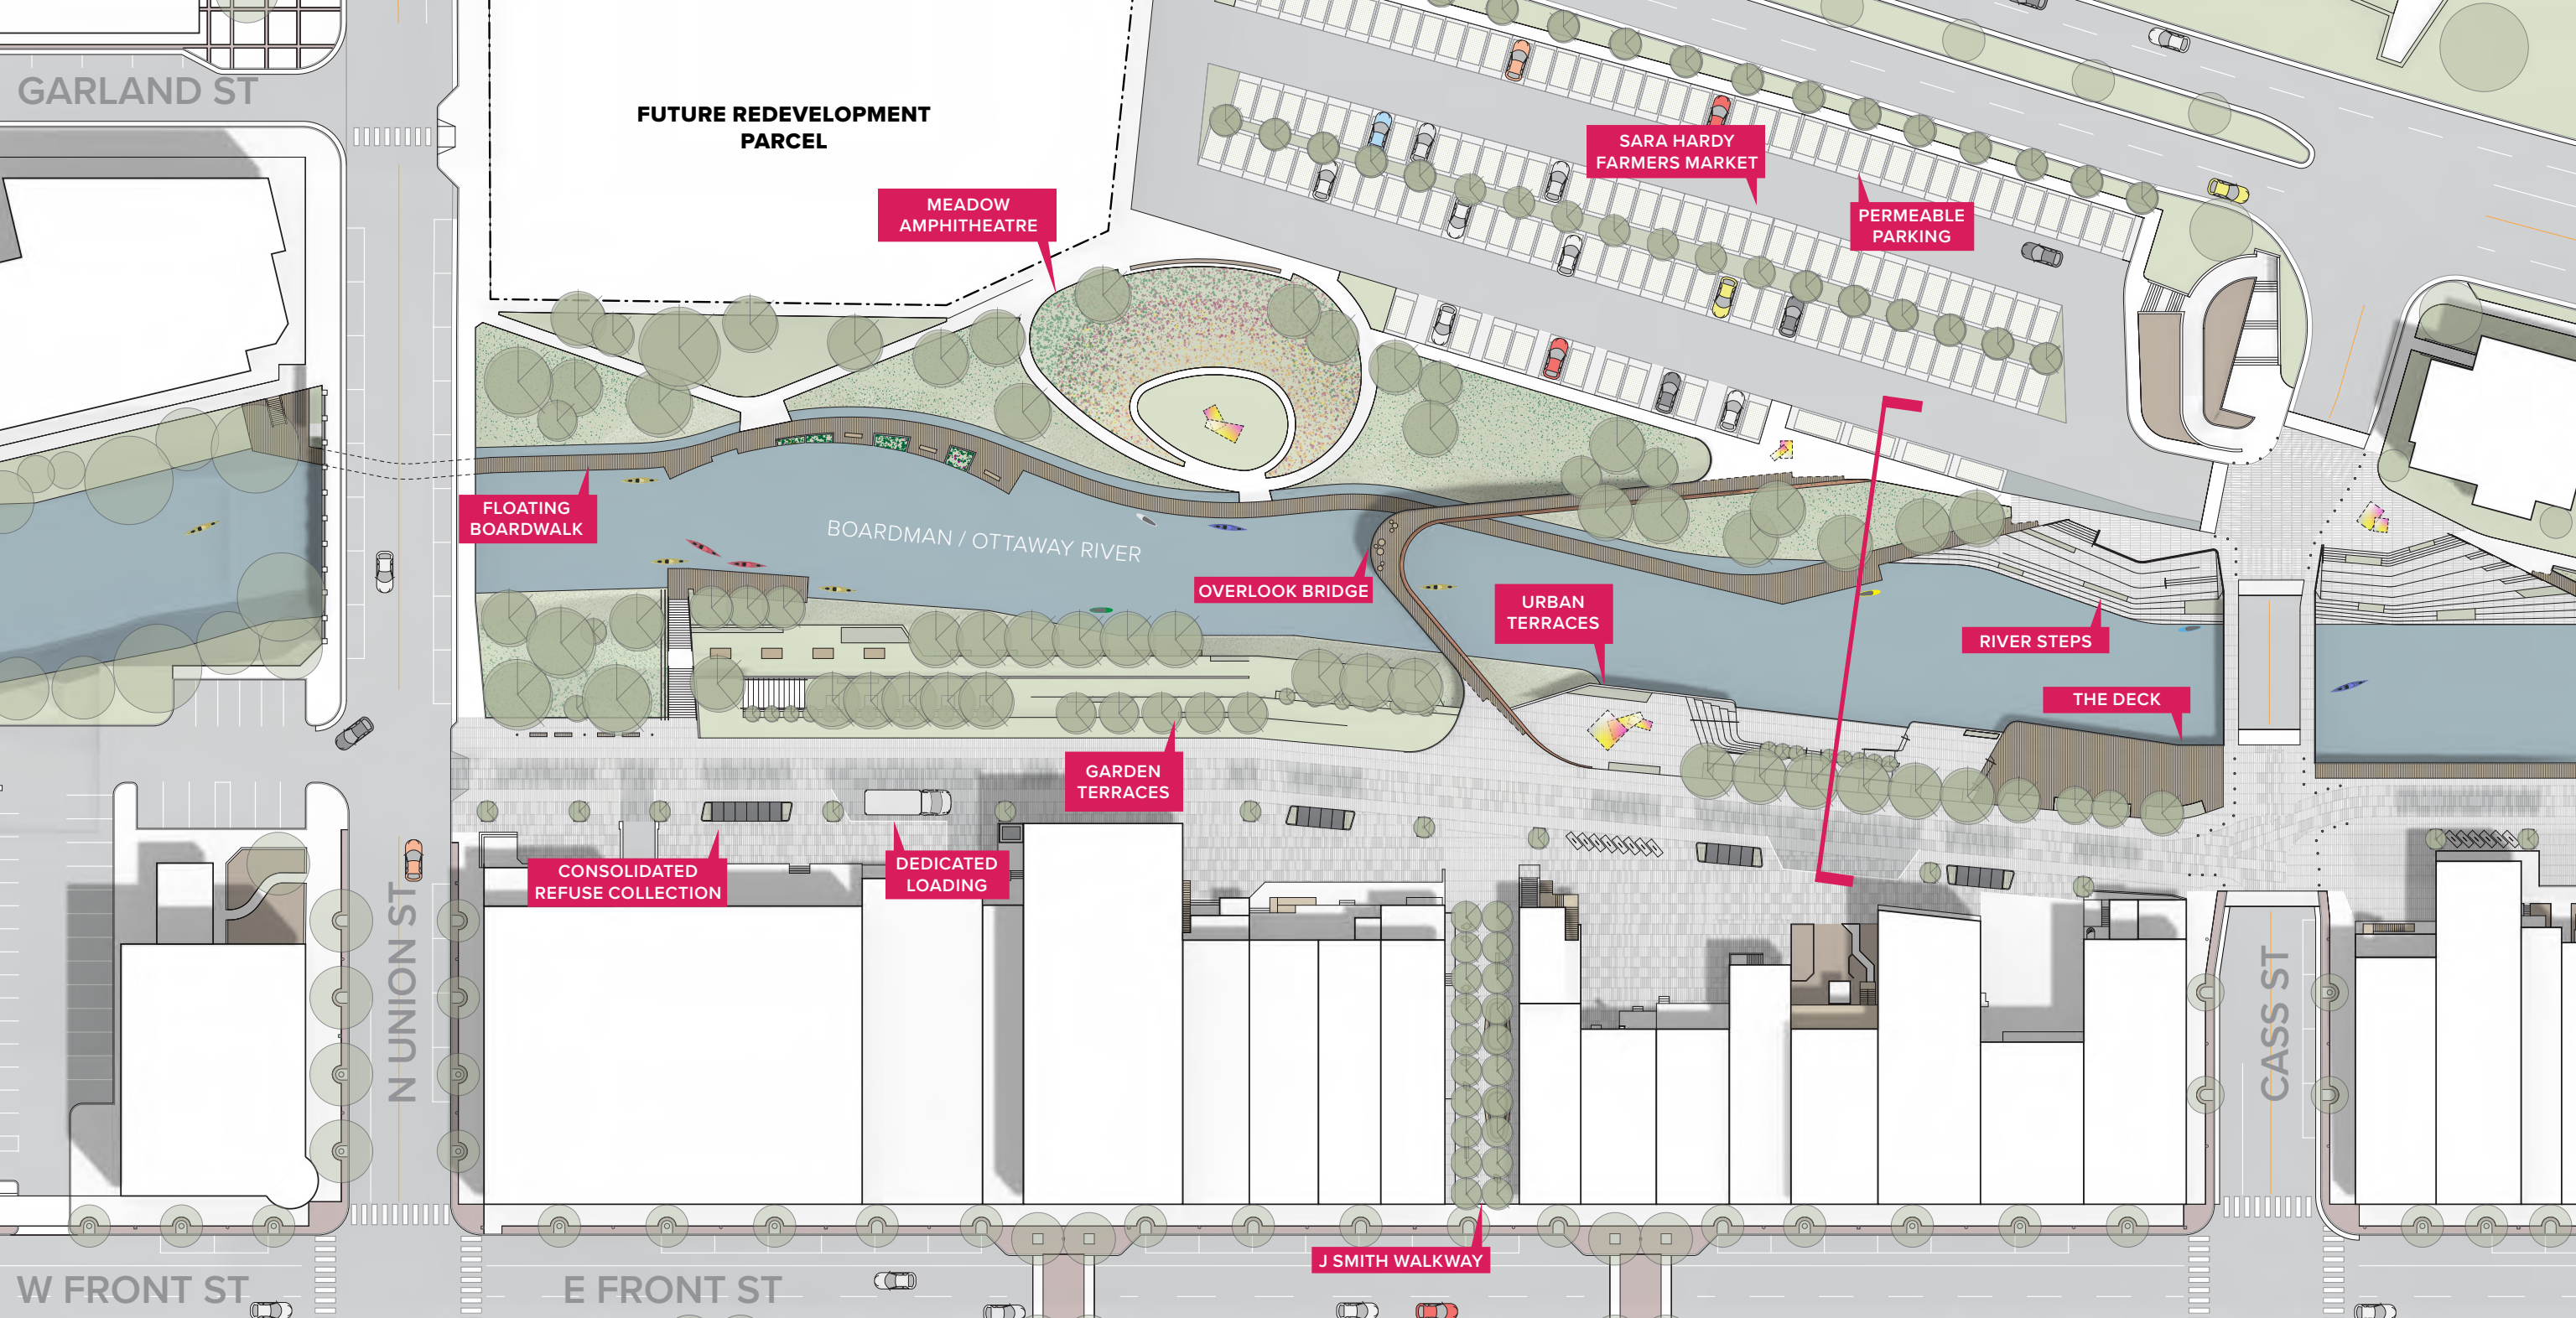 GARLAND ST
FUTURE REDEVELOPMENT
PARCEL
SARA HARDY
FARMERS MARKET
MEADOW
AMPHITHEATRE
PERMEABLE
PARKING
FLOATING
BOARDWALK
BOARDMAN / OTTAWAY RIVER
OVERLOOK BRIDGE
URBAN
TERRACES
RIVER STEPS
THE DECK
GARDEN
TERRACES
CONSOLIDATED
REFUSE COLLECTION
DEDICATED
LOADING
N UNION ST
CASS ST
J SMITH WALKWAY
W FRONT ST
E FRONT ST